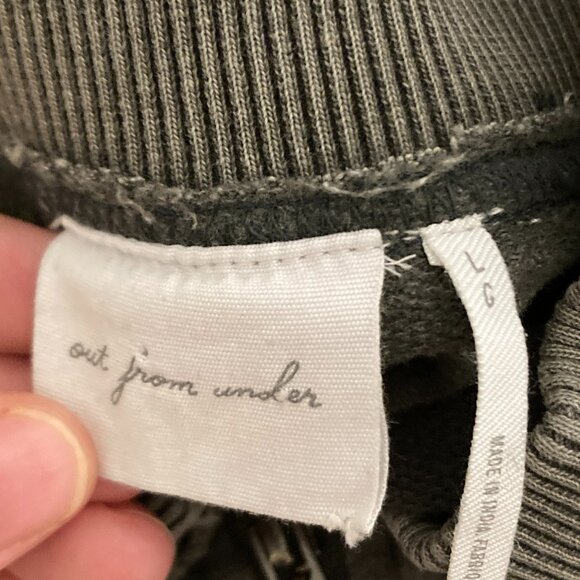 out from under
LG
MADE IN INDIA FABRIC